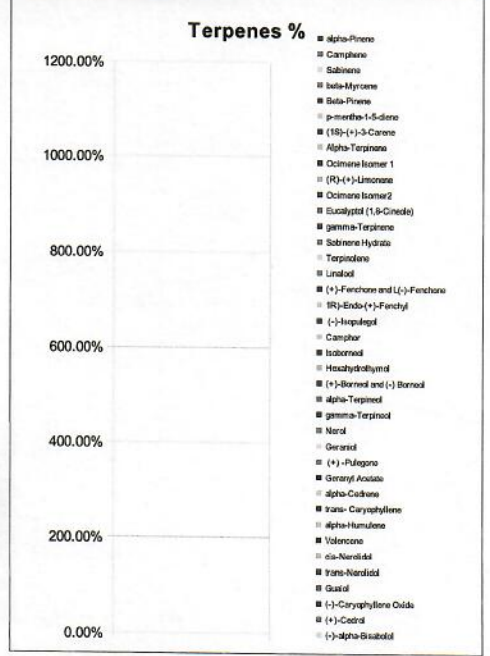 Terpenes %
1200.00%
1000.00%
800.00%
600.00%
400.00%
200.00%
0.00%
alpha-Pinene
Camphene
Sabinene
beta-Myrcene
Beta-Pinene
p-mentha-1-5-diene
(1S)-(+)-3-Carene
Alpha-Terpinene
Ocimene Isomer 1
(R)-(+)-Limonene
Ocimene Isomer2
Eucalyptol (1,8-Cineole)
gamma-Terpinene
Sabinene Hydrate
Terpinolene
Linalool
(+)-Fenchone and L(-)-Fenchone
1R)-Endo-(+)-Fenchyl
(-)-Isopulegol
Camphor
Isoborneol
Hexahydrothymol
(+)-Borneol and (-) Borneol
alpha-Terpineol
gamma-Terpineol
Nerol
Geraniol
(+) -Pulegone
Geranyl Acetate
alpha-Cedrene
trans- Caryophyllene
alpha-Humulene
Valencene
cis-Nerolidol
trans-Nerolidol
Guaiol
(-)-Caryophyllene Oxide
(+)-Cedrol
(-)-alpha-Bisabolol